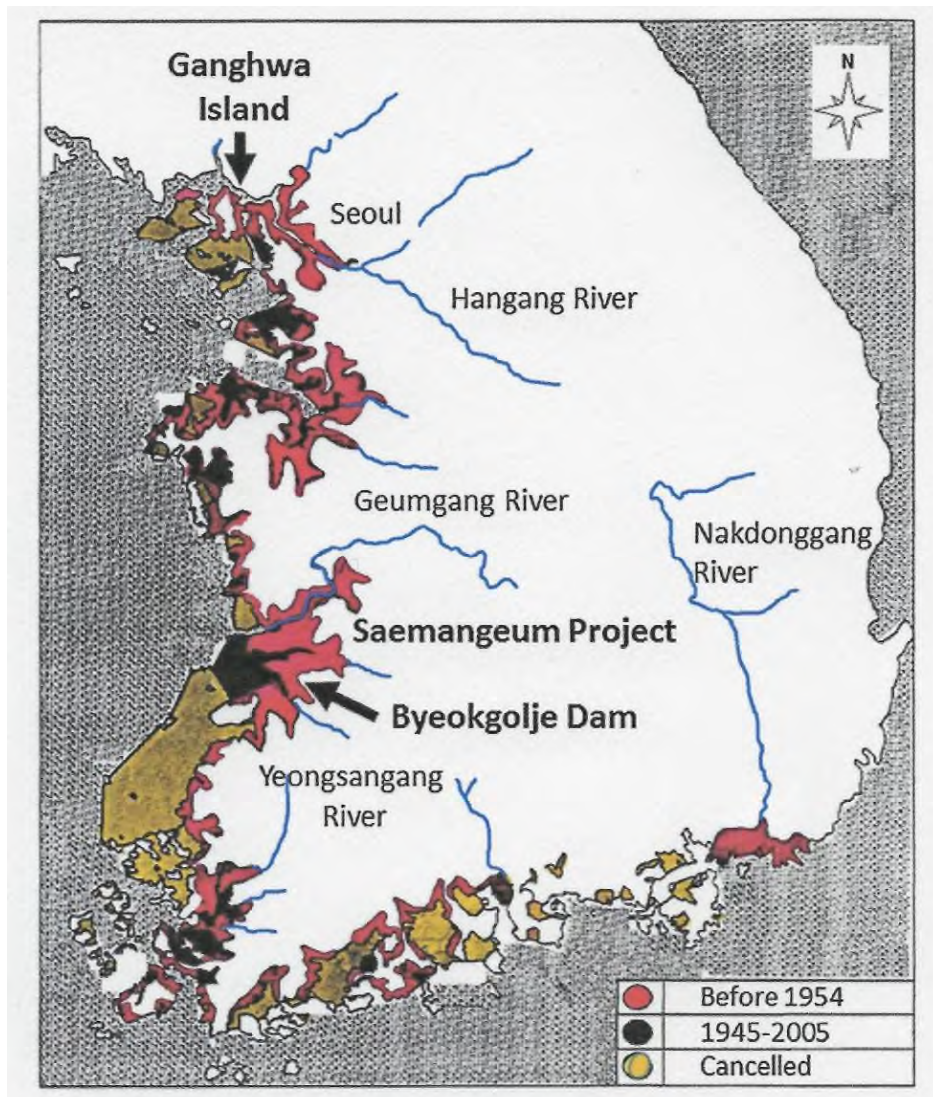 Ganghwa
Island
N
Seoul
Hangang River
Geumgang River
Nakdonggang
River
Saemangeum Project
Byeokgolje Dam
Yeongsangang
River
Before 1954
1945-2005
Cancelled